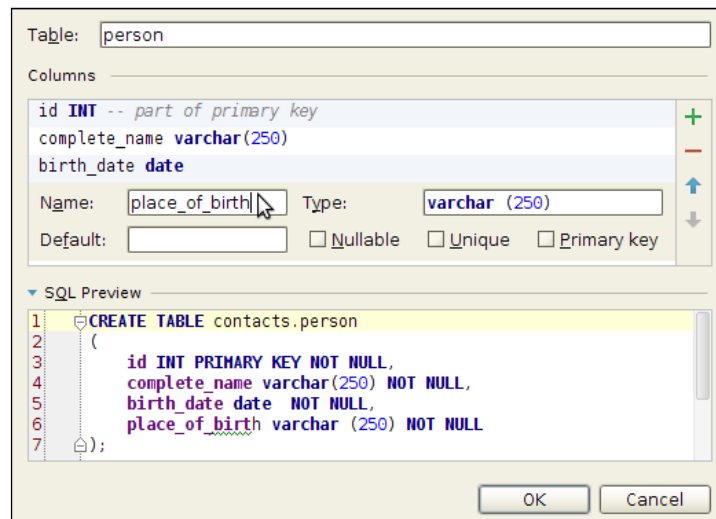 Table: person
Columns
id INT -- part of primary key
complete_name varchar(250)
birth_date date
Name: place_of_birth Type: varchar (250)
Default: Nullable Unique Primary key
SQL Preview
1 CREATE TABLE contacts.person
2 (
3 id INT PRIMARY KEY NOT NULL,
4 complete_name varchar(250) NOT NULL,
5 birth_date date  NOT NULL,
6 place_of_birth varchar (250) NOT NULL
7 );
OK Cancel